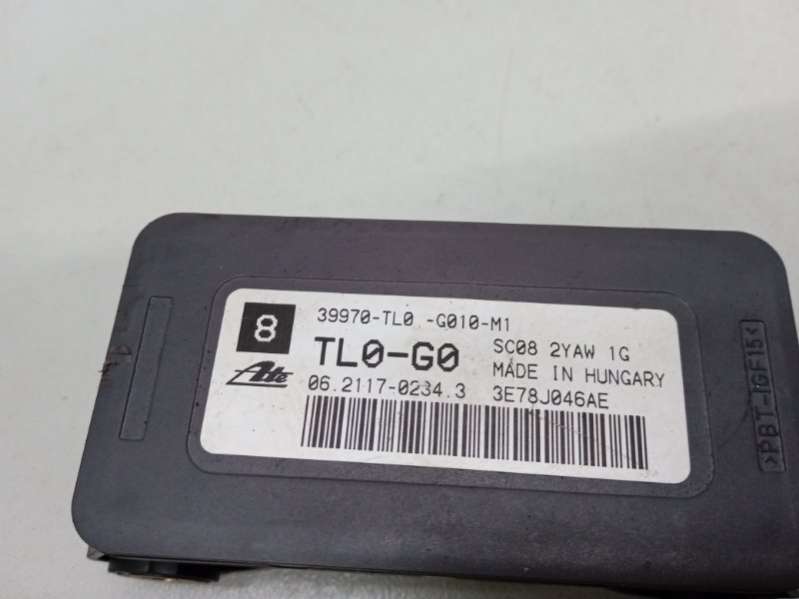 8
39970-TL0 -G010-M1
TL0-G0
SC08 2YAW 1G
MADE IN HUNGARY
Ate
06.2117-0234.3 3E78J046AE
>PBT-IGF15<